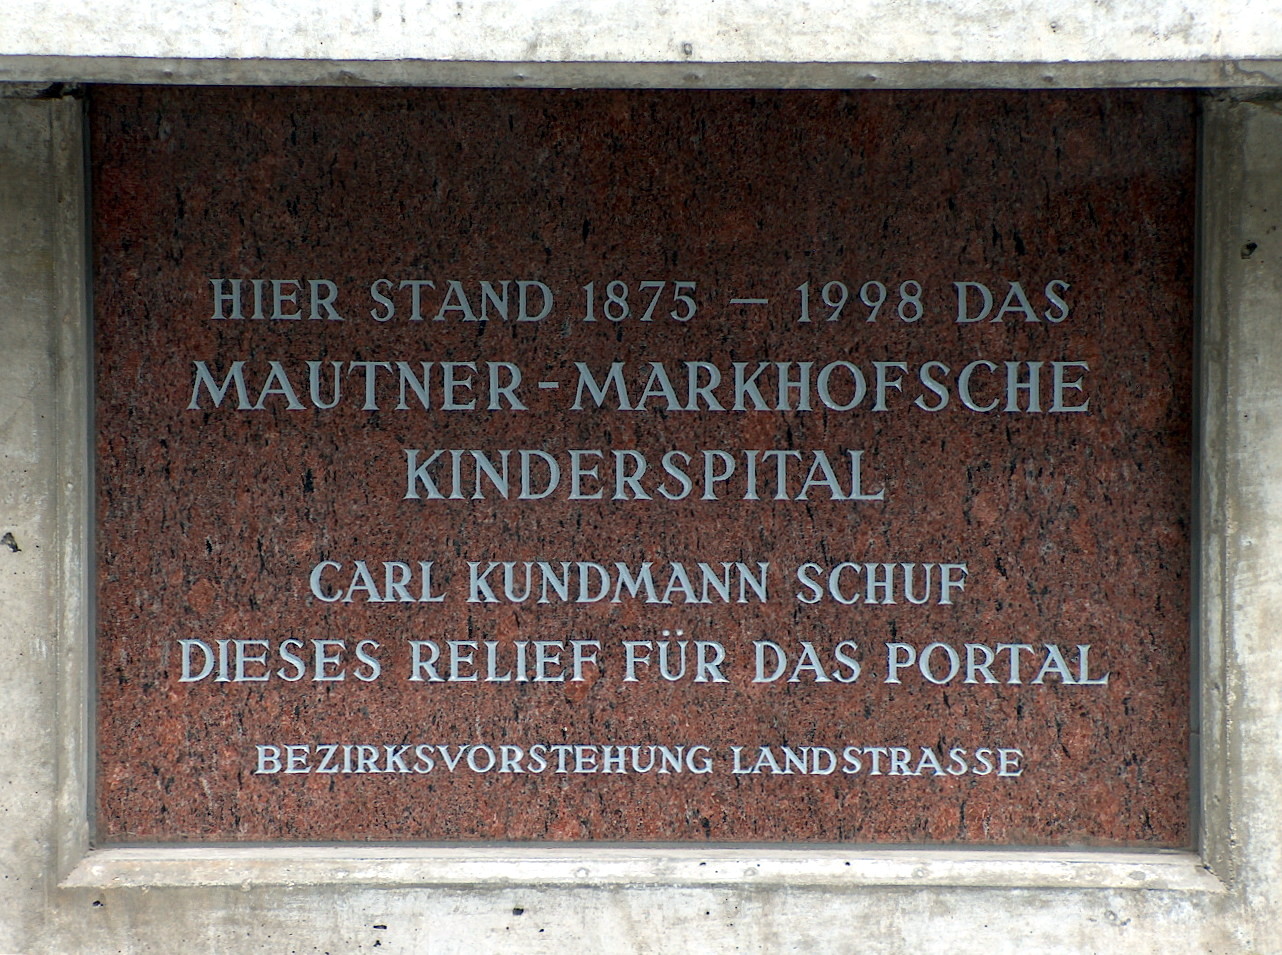 HIER STAND 1875 – 1998 DAS
MAUTNER-MARKHOFSCHE
KINDERSPITAL
CARL KUNDMANN SCHUF
DIESES RELIEF FÜR DAS PORTAL
BEZIRKSVORSTEHUNG LANDSTRASSE